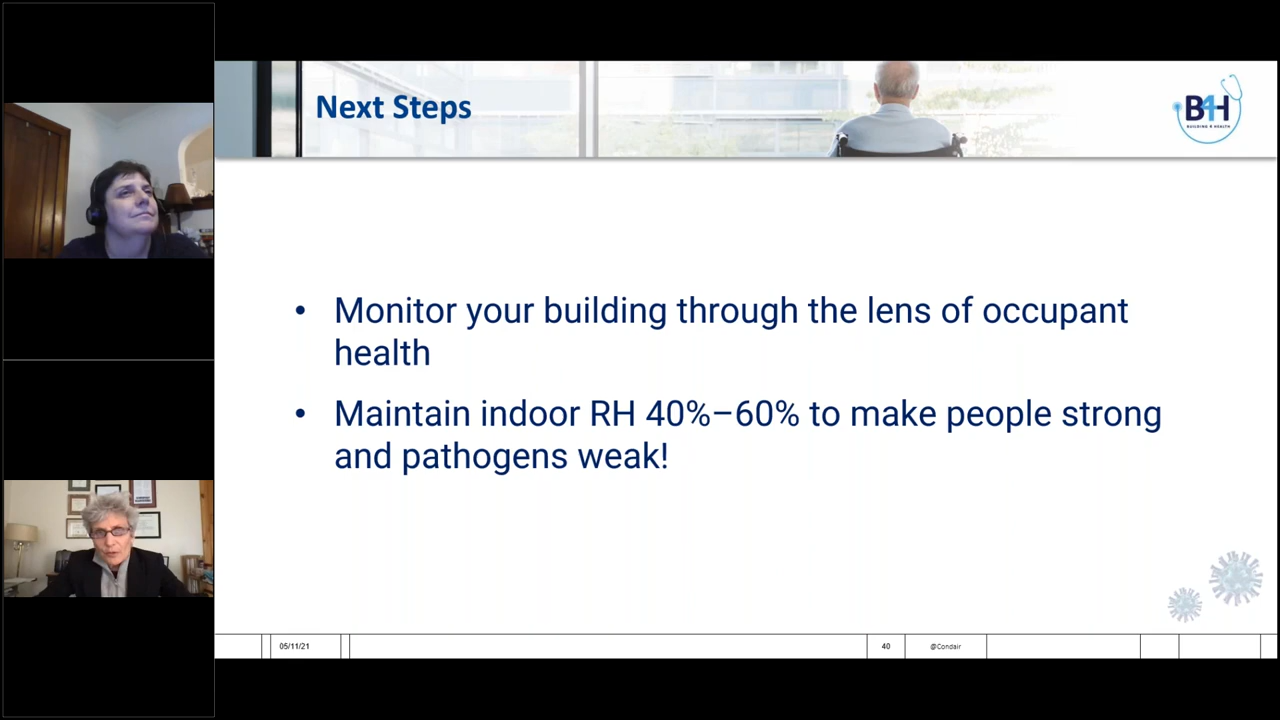 Next Steps
B4H
BUILDING 4 HEALTH
• Monitor your building through the lens of occupant
health
• Maintain indoor RH 40%–60% to make people strong
and pathogens weak!
05/11/21
40
@Condair